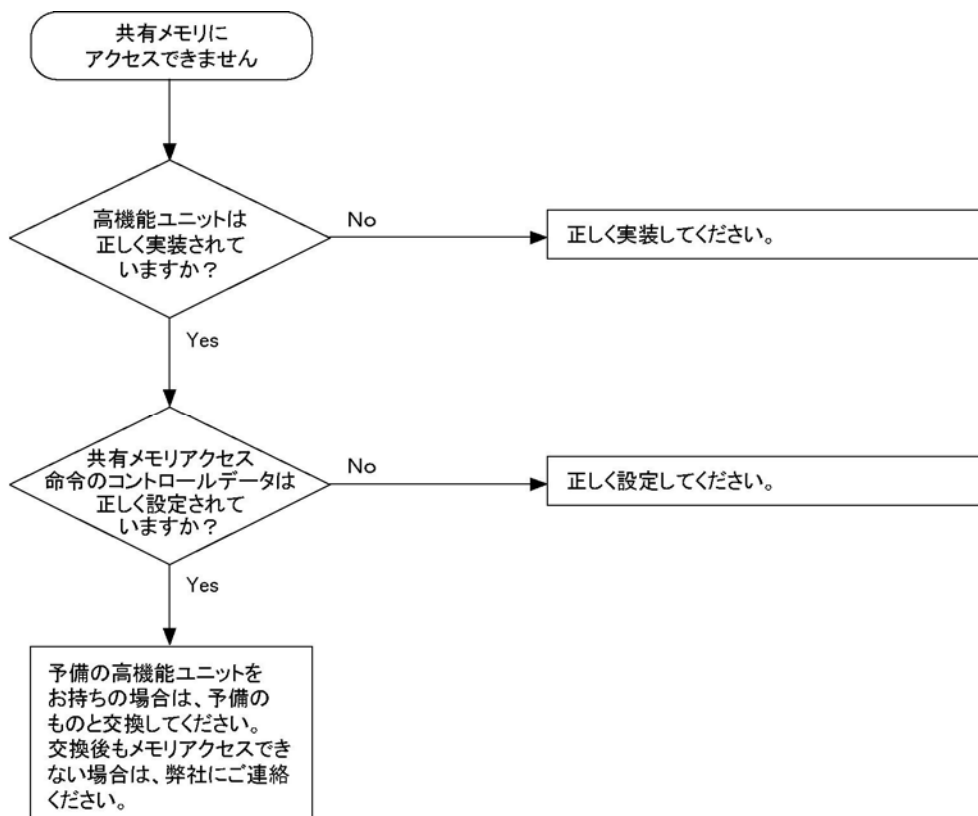 共有メモリに
アクセスできません
高機能ユニットは
正しく実装されて
いますか？
No
正しく実装してください。
Yes
共有メモリアクセス
命令のコントロールデータは
正しく設定されて
いますか？
No
正しく設定してください。
Yes
予備の高機能ユニットを
お持ちの場合は、予備の
ものと交換してください。
交換後もメモリアクセスでき
ない場合は、弊社にご連絡
ください。